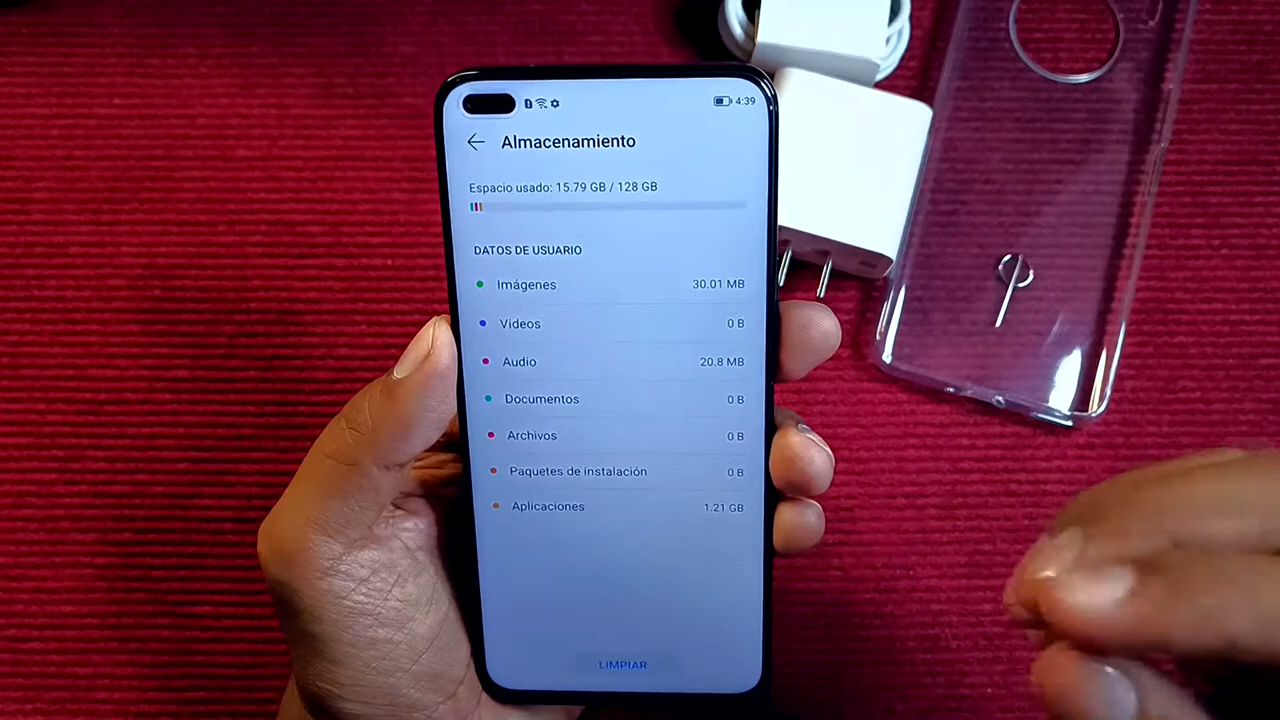 4:39
Almacenamiento
Espacio usado: 15.79 GB / 128 GB
DATOS DE USUARIO
Imágenes 30.01 MB
Videos 0 B
Audio 20.8 MB
Documentos 0 B
Archivos 0 B
Paquetes de instalación 0 B
Aplicaciones 1.21 GB
LIMPIAR